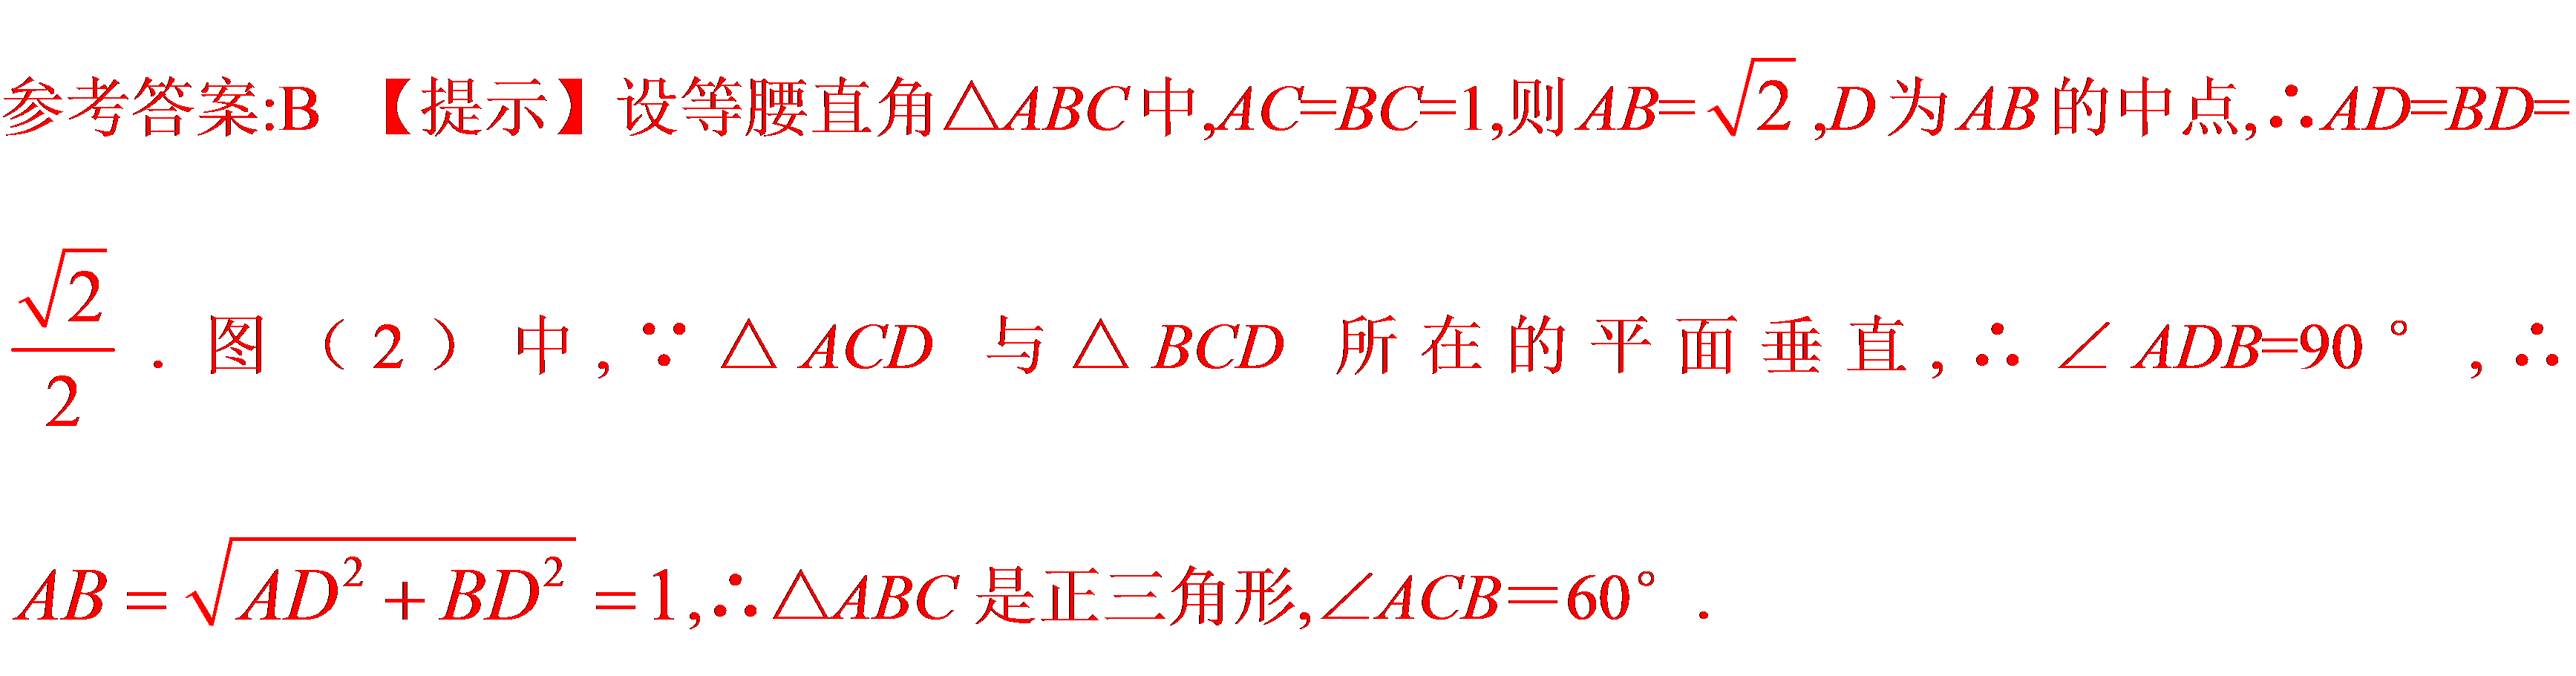 参考答案:B 【提示】设等腰直角△ABC中,AC=BC=1,则AB=√2,D为AB的中点,∴AD=BD=
√2/2.图(2)中,∵△ACD 与△BCD 所在的平面垂直,∴∠ADB=90°,∴
AB=√(AD²+BD²)=1,∴△ABC是正三角形,∠ACB=60°.